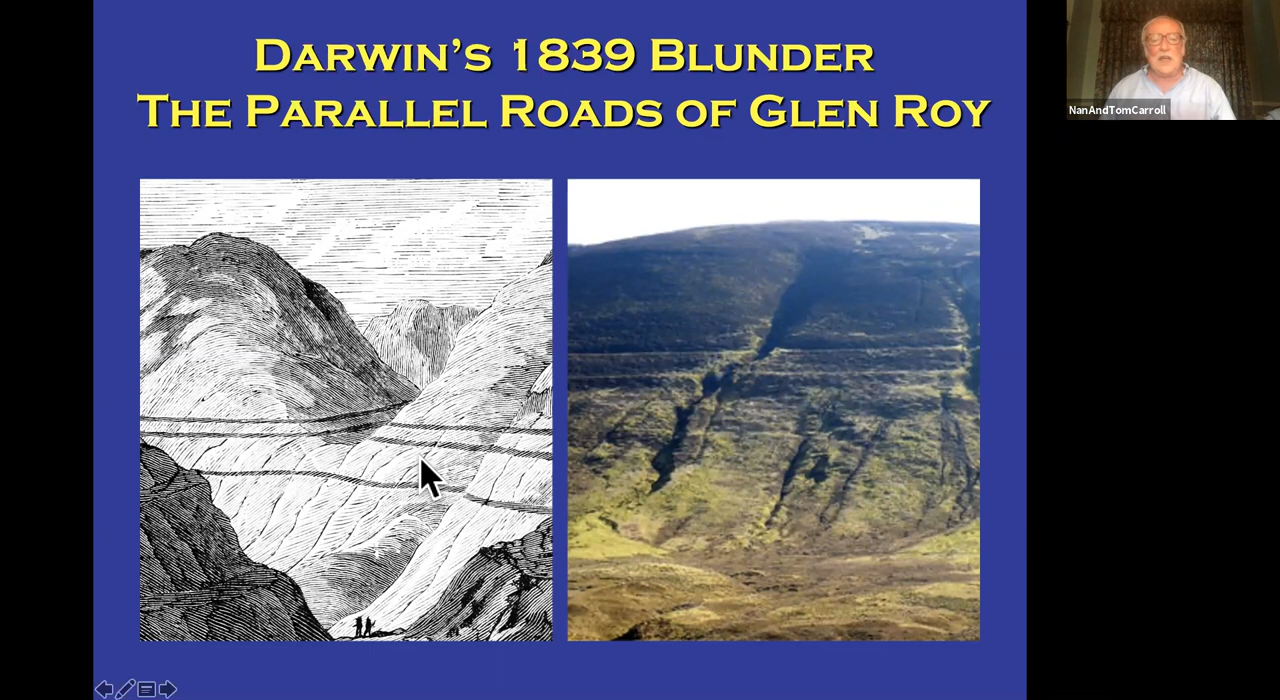 DARWIN'S 1839 BLUNDER
THE PARALLEL ROADS OF GLEN ROY
NanAndTomCarroll